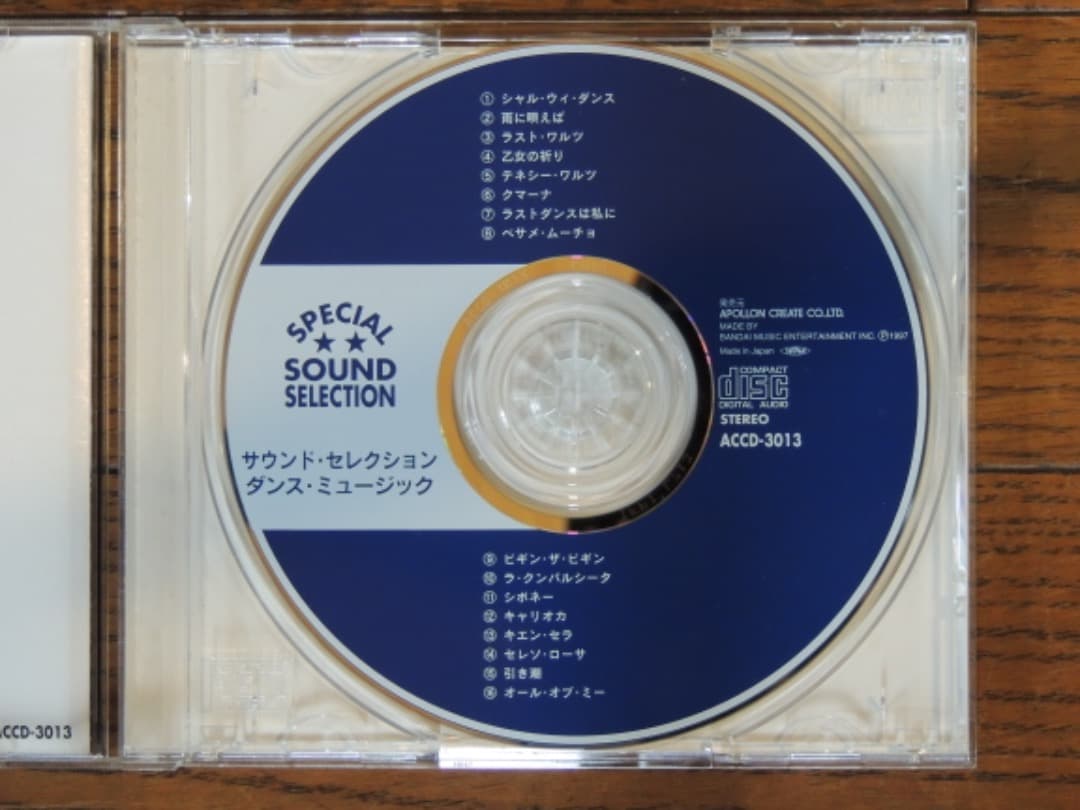 ① シャル・ウィ・ダンス
② 雨に唄えば
③ ラスト・ワルツ
④ 乙女の祈り
⑤ テネシー・ワルツ
⑥ クマーナ
⑦ ラストダンスは私に
⑧ ベサメ・ムーチョ
SPECIAL
★★
SOUND
SELECTION
サウンド・セレクション
ダンス・ミュージック
発売元
APOLLON CREATE CO.,LTD.
MADE BY
BANDAI MUSIC ENTERTAINMENT INC. Ⓟ1997
Made in Japan
COMPACT
disc
DIGITAL AUDIO
STEREO
ACCD-3013
⑨ ビギン・ザ・ビギン
⑩ ラ・クンパルシータ
⑪ シボネー
⑫ キャリオカ
⑬ キエン・セラ
⑭ セレソ・ローサ
⑮ 引き潮
⑯ オール・オブ・ミー
ACCD-3013